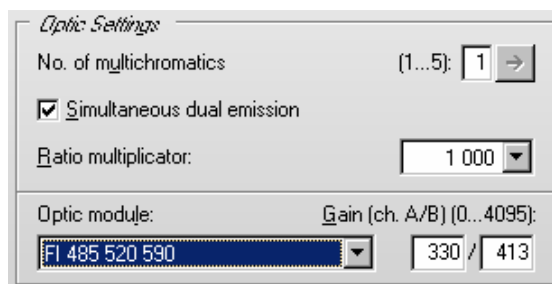 Optic Settings
No. of multichromatics (1...5): 1
Simultaneous dual emission
Ratio multiplicator: 1 000
Optic module: Gain (ch. A/B) (0...4095):
FI 485 520 590 330 / 413